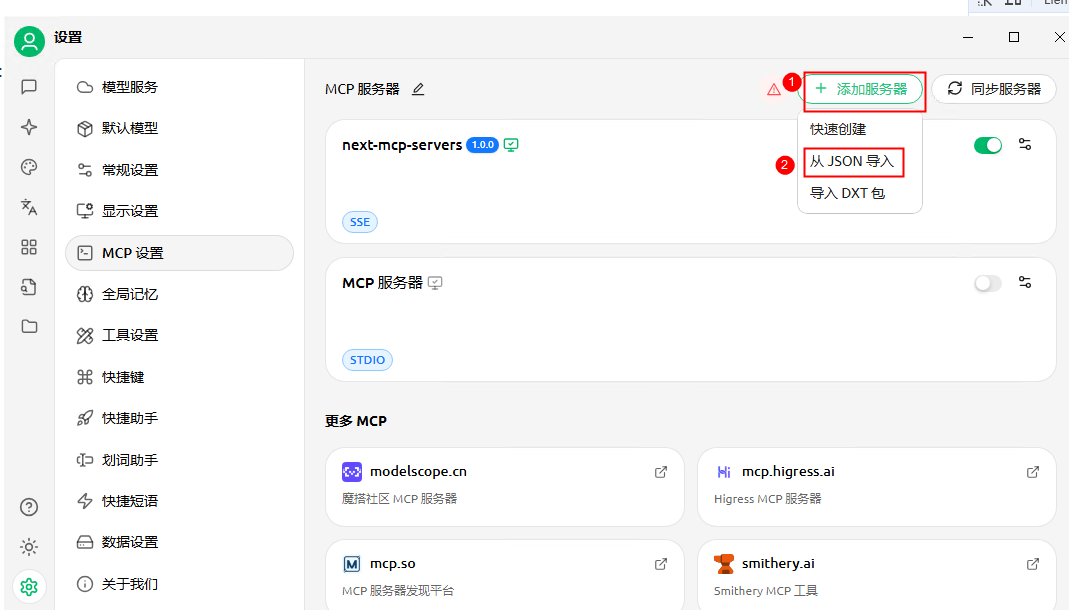 设置
模型服务
默认模型
常规设置
显示设置
MCP 设置
全局记忆
工具设置
快捷键
快捷助手
划词助手
快捷短语
数据设置
关于我们
MCP 服务器
1
添加服务器
同步服务器
快速创建
2
从 JSON 导入
导入 DXT 包
next-mcp-servers 1.0.0
SSE
MCP 服务器
STDIO
更多 MCP
modelscope.cn
魔搭社区 MCP 服务器
mcp.higress.ai
Higress MCP 服务器
mcp.so
MCP 服务器发现平台
smithery.ai
Smithery MCP 工具